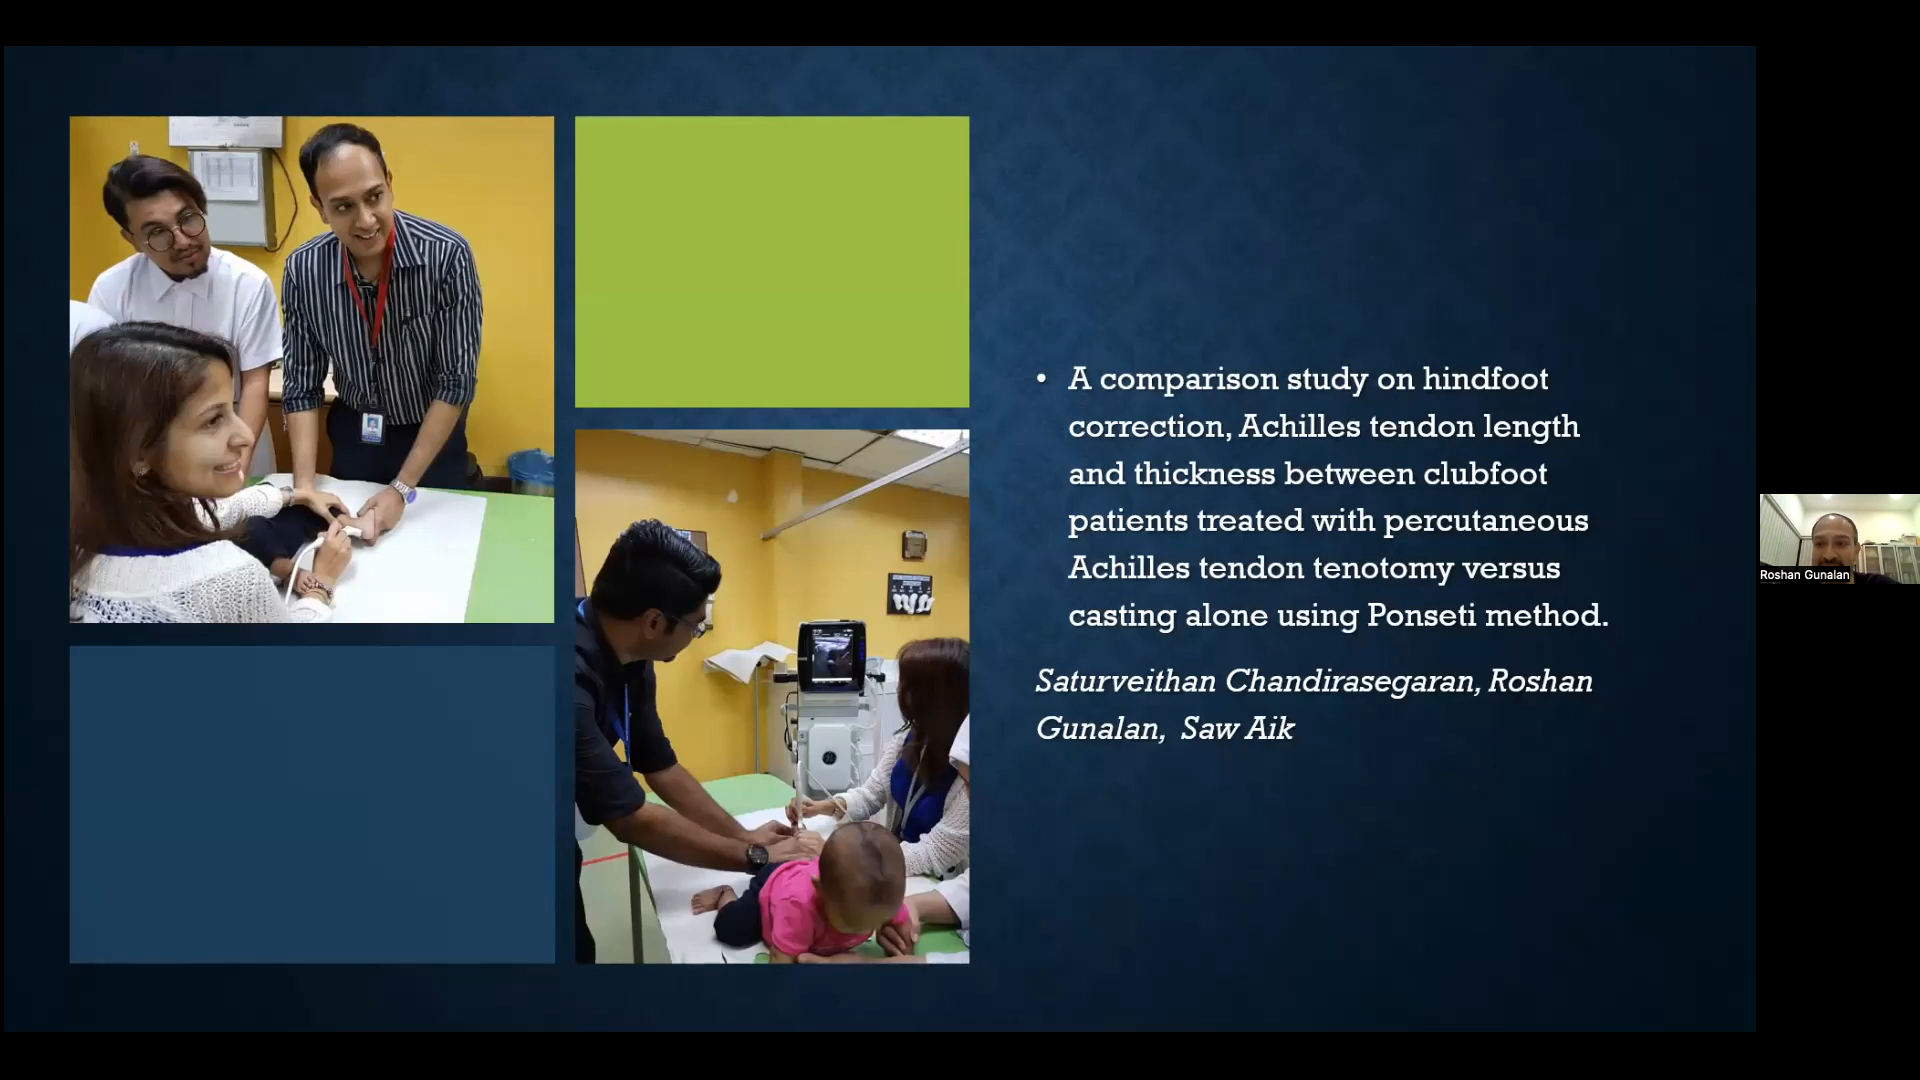 • A comparison study on hindfoot
correction, Achilles tendon length
and thickness between clubfoot
patients treated with percutaneous
Achilles tendon tenotomy versus
casting alone using Ponseti method.
Saturveithan Chandirasegaran, Roshan
Gunalan, Saw Aik
Roshan Gunalan